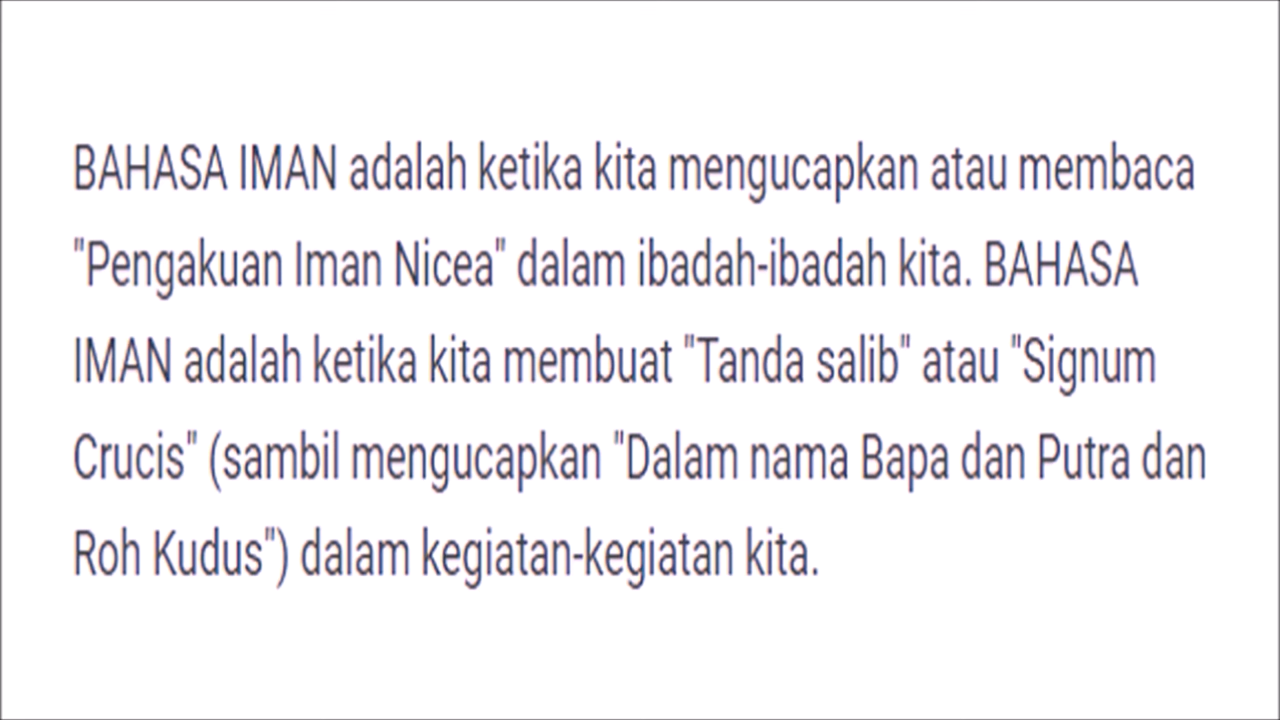 BAHASA IMAN adalah ketika kita mengucapkan atau membaca
"Pengakuan Iman Nicea" dalam ibadah-ibadah kita. BAHASA
IMAN adalah ketika kita membuat "Tanda salib" atau "Signum
Crucis" (sambil mengucapkan "Dalam nama Bapa dan Putra dan
Roh Kudus") dalam kegiatan-kegiatan kita.